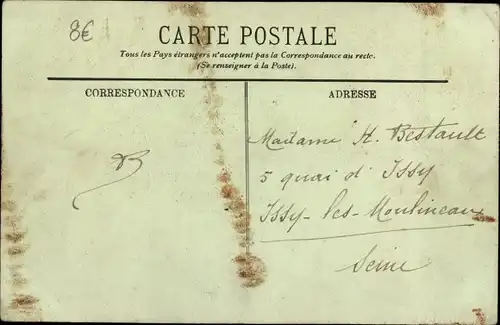 8€
CARTE POSTALE
Tous les Pays étrangers n'acceptent pas la Correspondance au recto.
(Se renseigner à la Poste).
CORRESPONDANCE
ADRESSE
Madame H. Bestault
5 quai d'Issy
Issy-les-Moulineaux
Seine